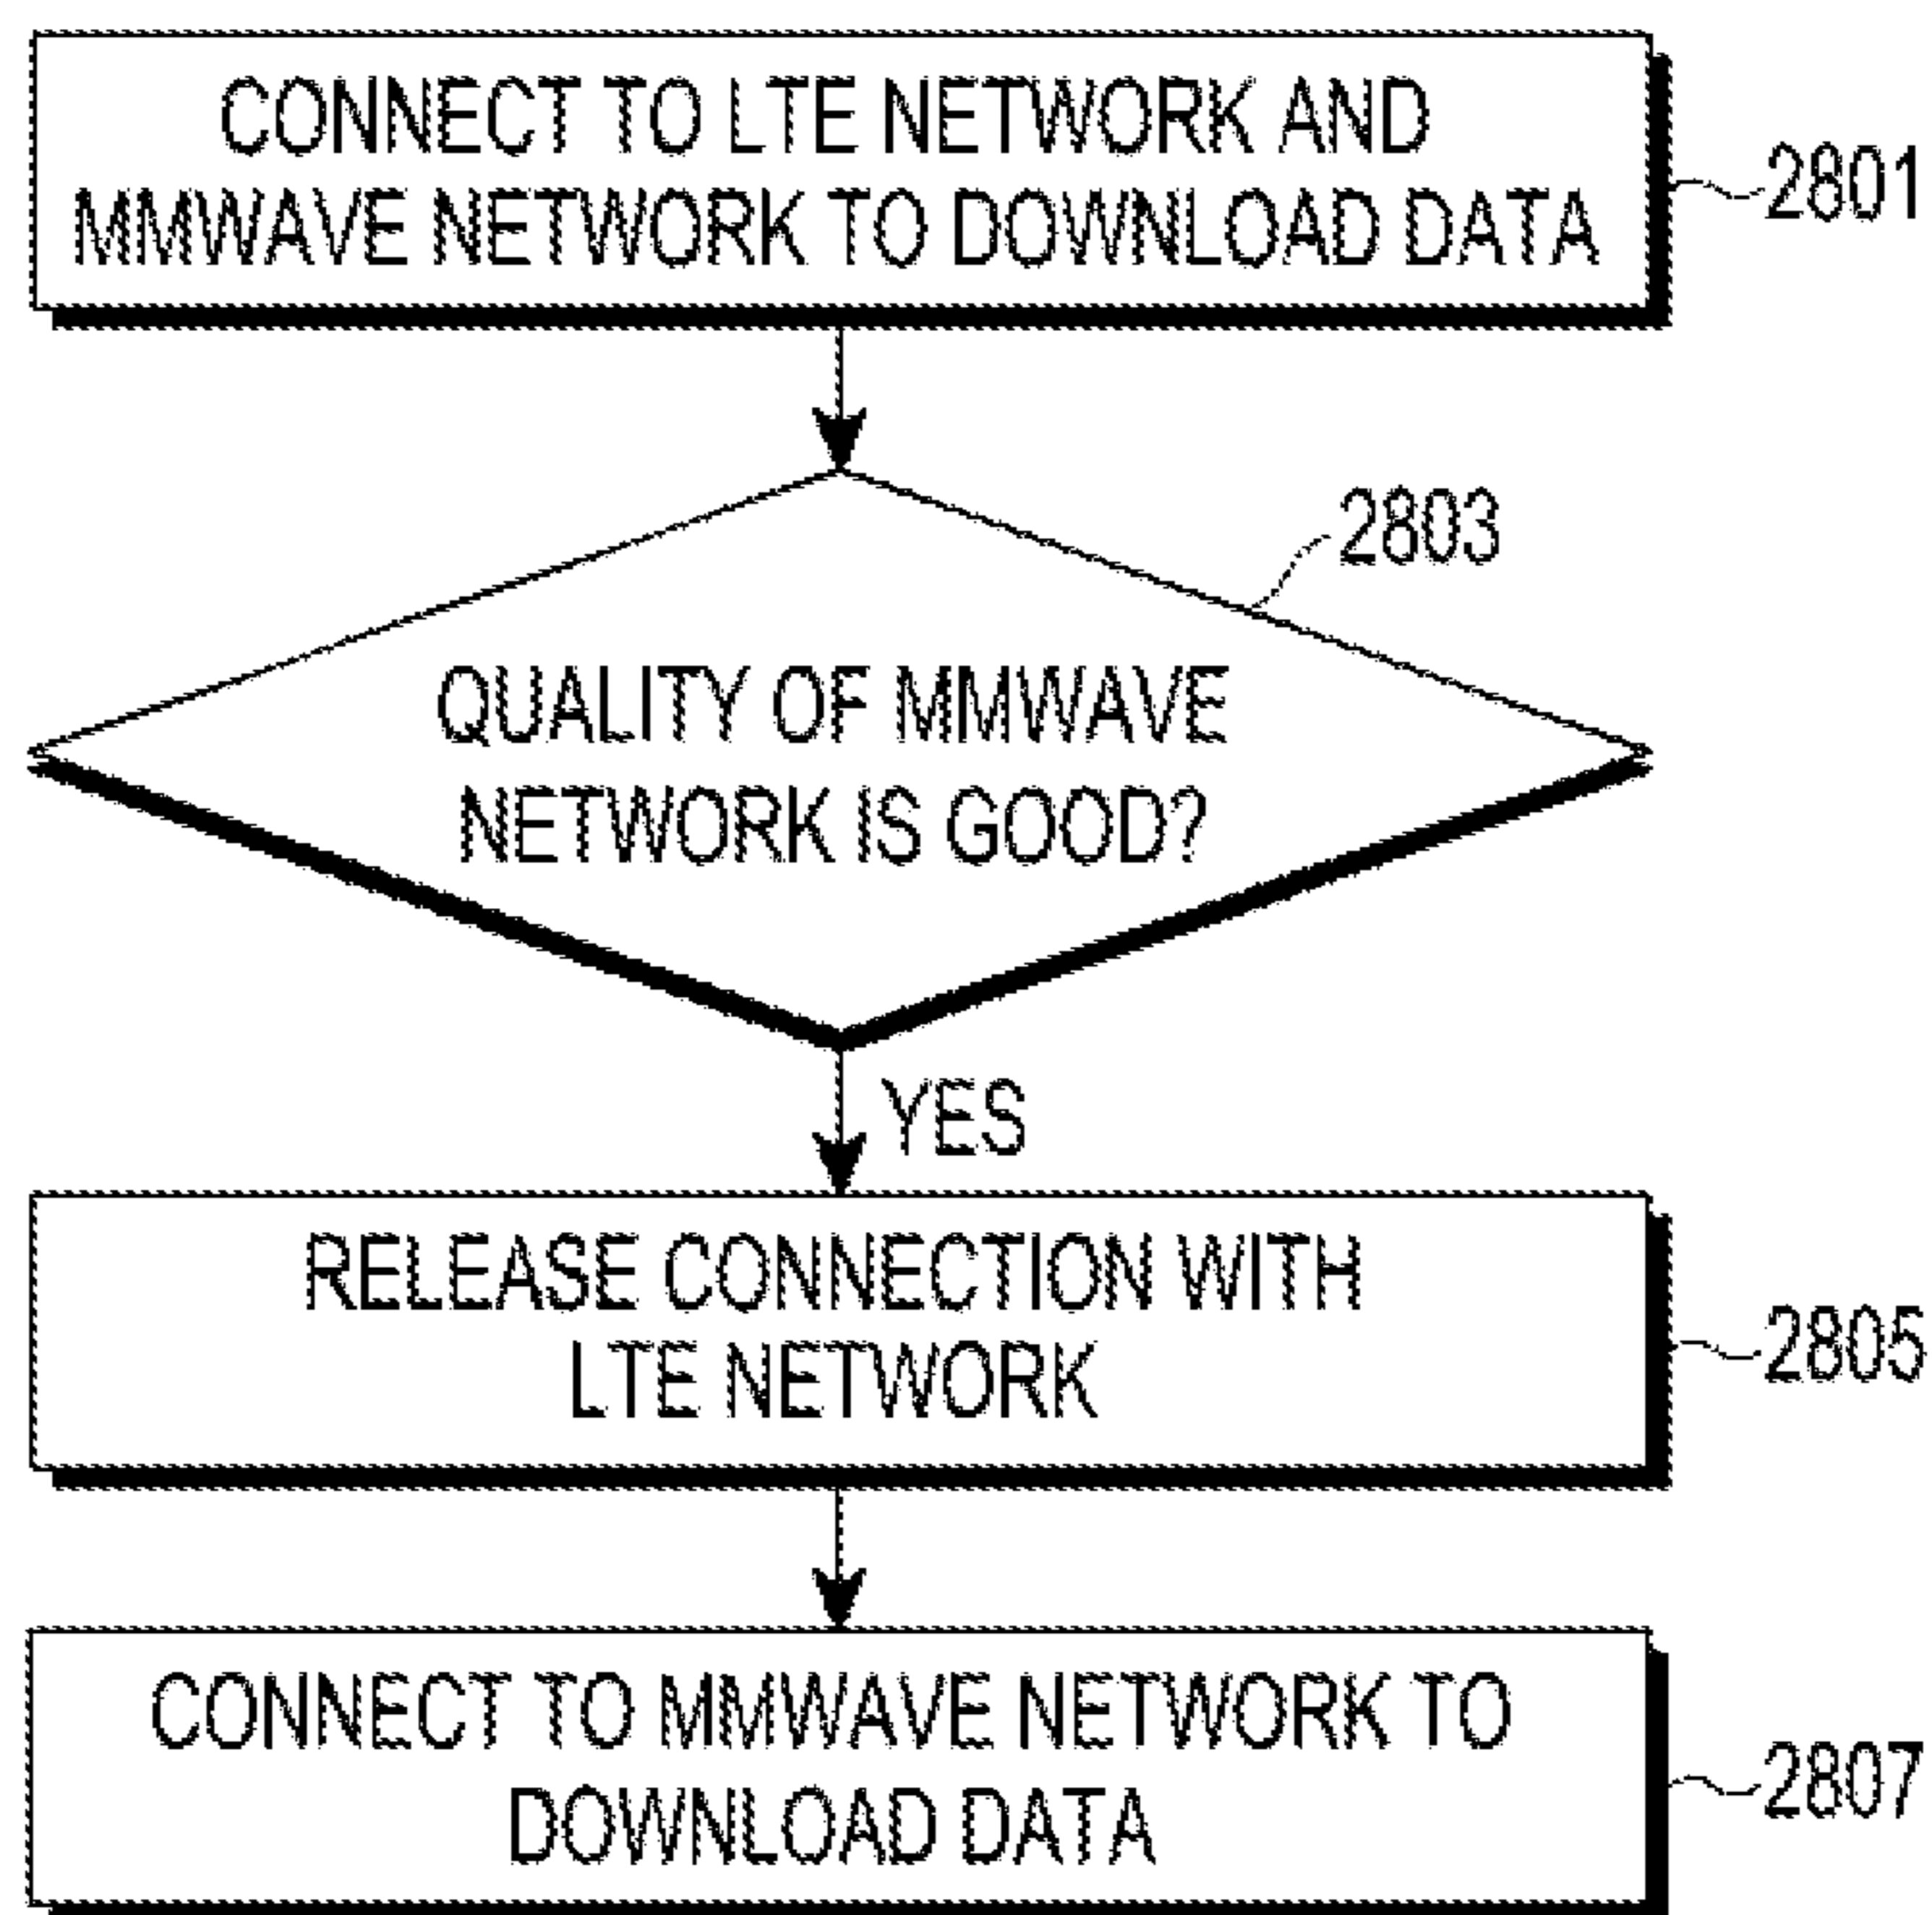 CONNECT TO LTE NETWORK AND
MMWAVE NETWORK TO DOWNLOAD DATA
2801
2803
QUALITY OF MMWAVE
NETWORK IS GOOD?
YES
RELEASE CONNECTION WITH
LTE NETWORK
2805
CONNECT TO MMWAVE NETWORK TO
DOWNLOAD DATA
2807